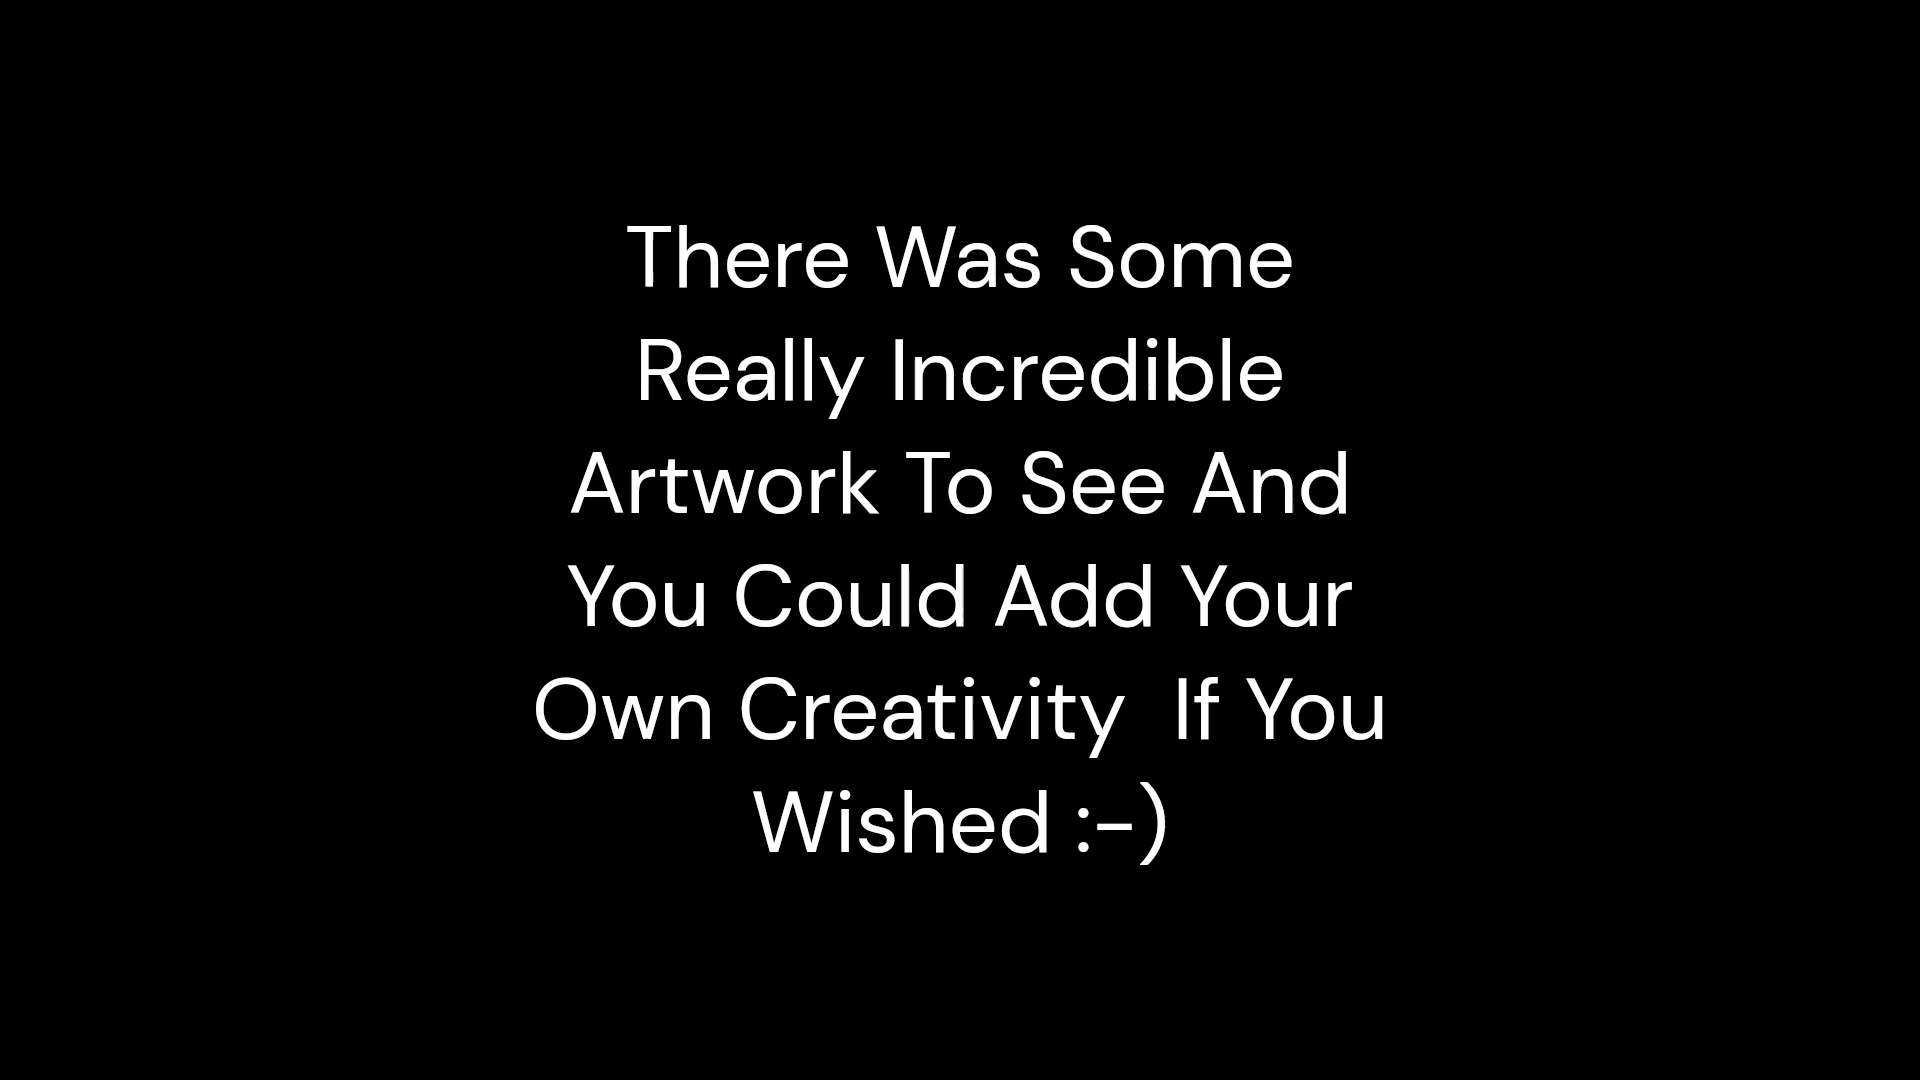 There Was Some
Really Incredible
Artwork To See And
You Could Add Your
Own Creativity  If You
Wished :-)